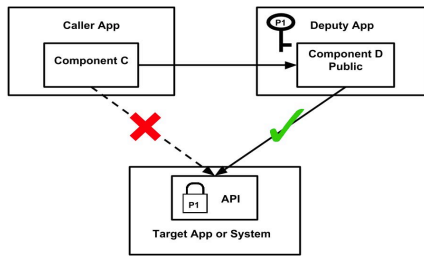 Caller App
Deputy App
P1
Component C
Component D
Public
P1
API
Target App or System